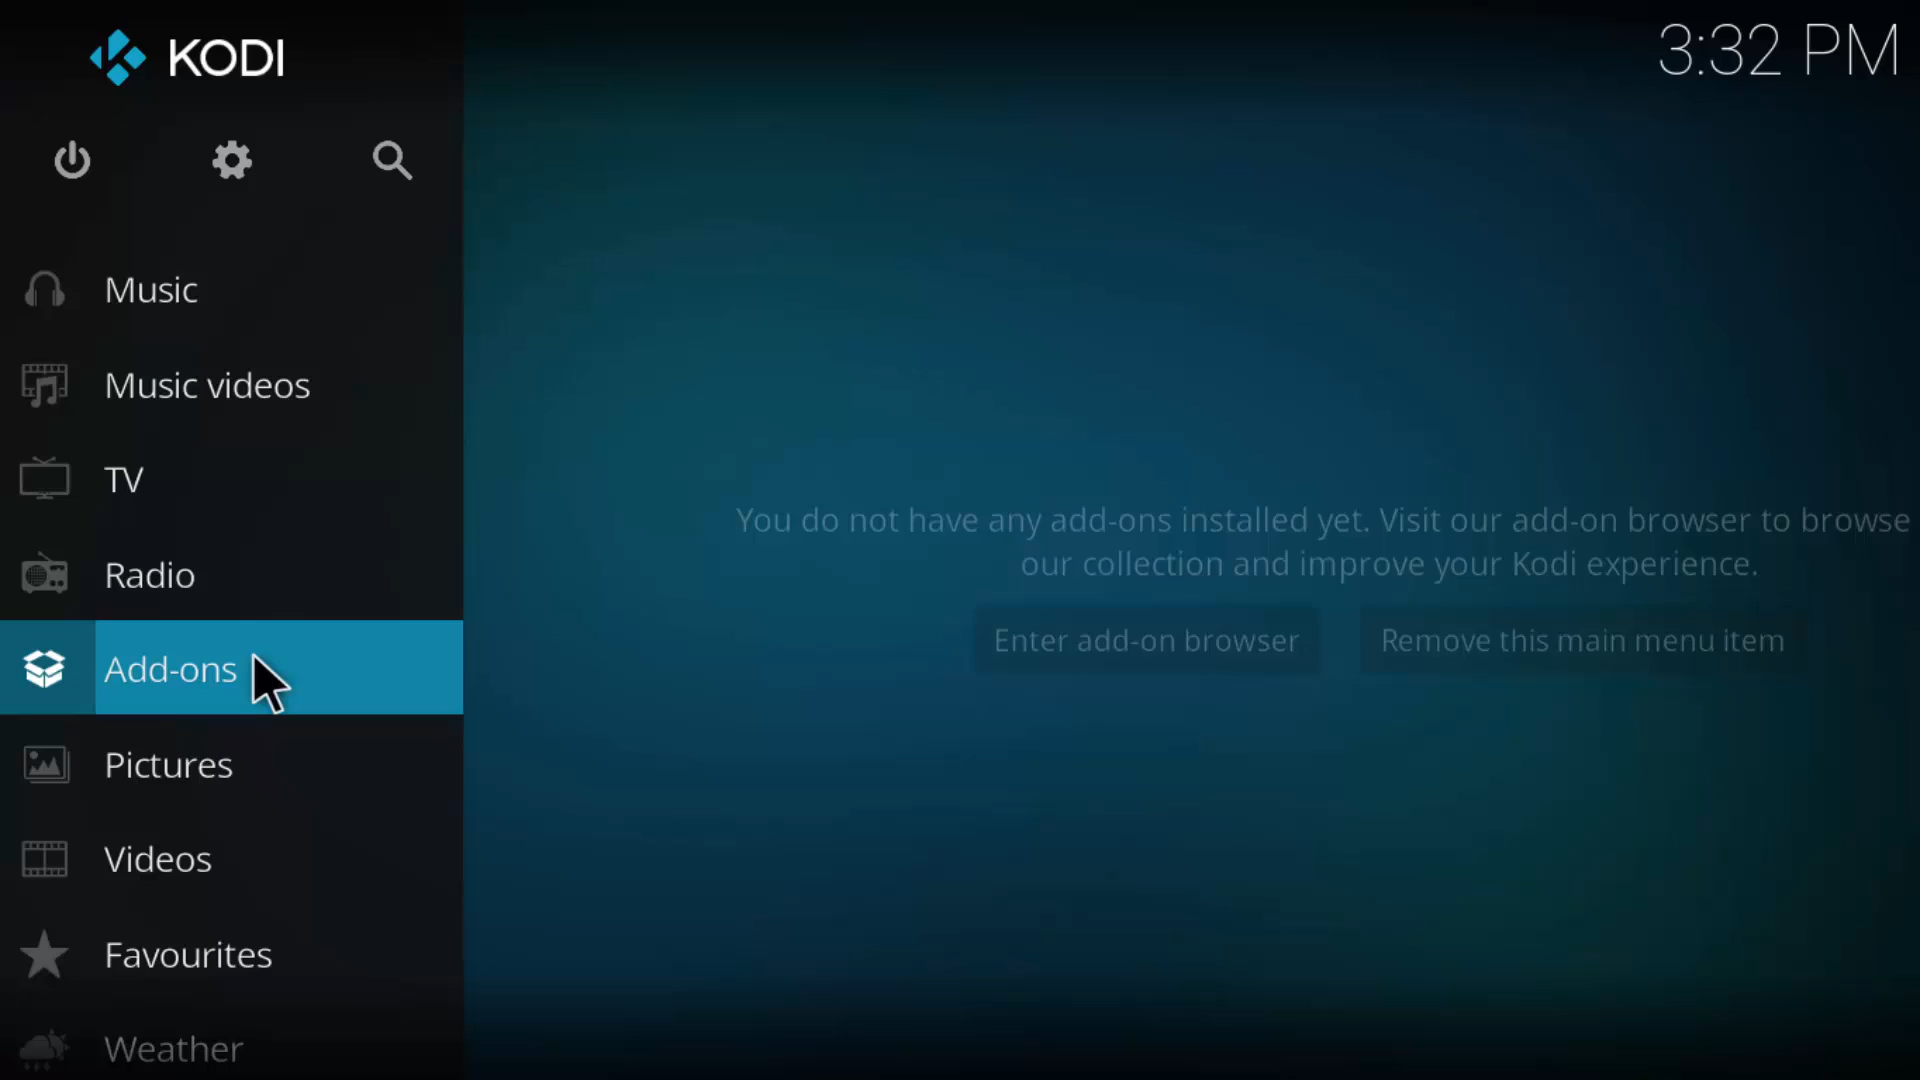 KODI
3:32 PM
Music
Music videos
TV
Radio
Add-ons
Pictures
Videos
Favourites
Weather
You do not have any add-ons installed yet. Visit our add-on browser to browse
our collection and improve your Kodi experience.
Enter add-on browser
Remove this main menu item